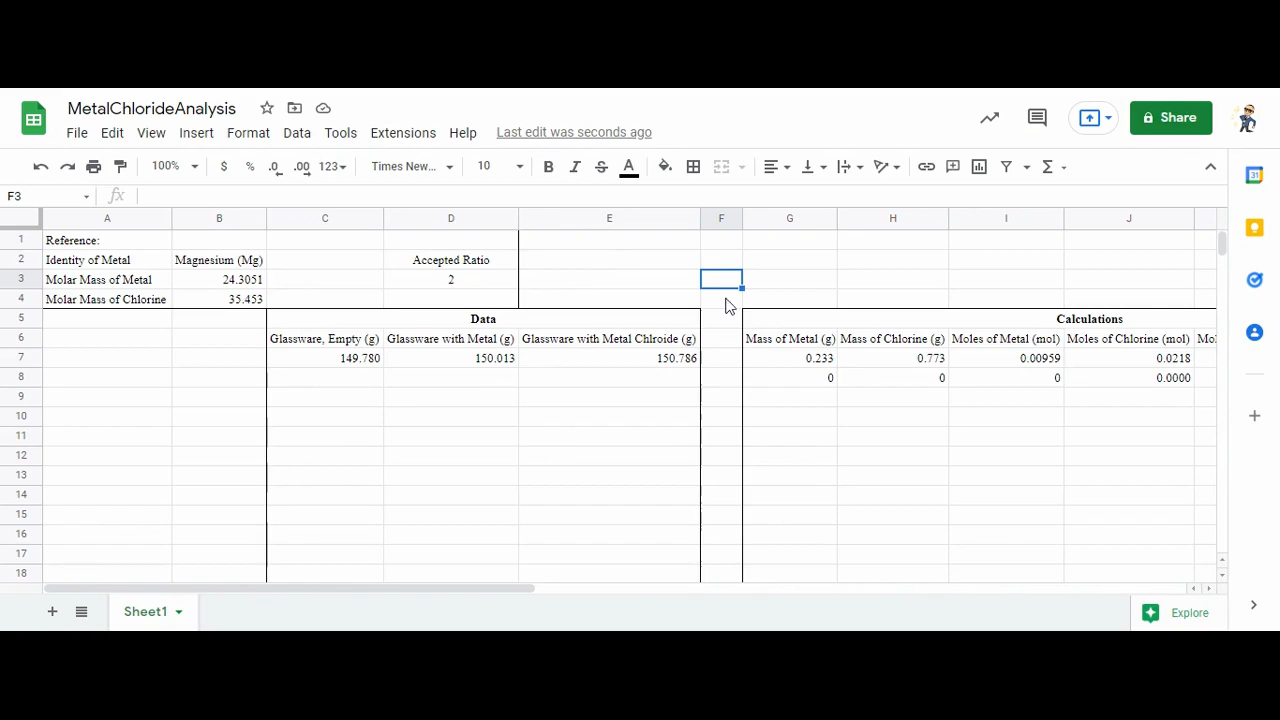 MetalChlorideAnalysis
File Edit View Insert Format Data Tools Extensions Help Last edit was seconds ago
Share
100% $ % .0 .00 123 Times New... 10 B I S A
F3 fx
A B C D E F G H I J
1 Reference:
2 Identity of Metal Magnesium (Mg) Accepted Ratio
3 Molar Mass of Metal 24.3051 2
4 Molar Mass of Chlorine 35.453
5 Data Calculations
6 Glassware, Empty (g) Glassware with Metal (g) Glassware with Metal Chlroide (g) Mass of Metal (g) Mass of Chlorine (g) Moles of Metal (mol) Moles of Chlorine (mol) Mol
7 149.780 150.013 150.786 0.233 0.773 0.00959 0.0218
8 0 0 0 0.0000
9
10
11
12
13
14
15
16
17
18
Sheet1
Explore
31